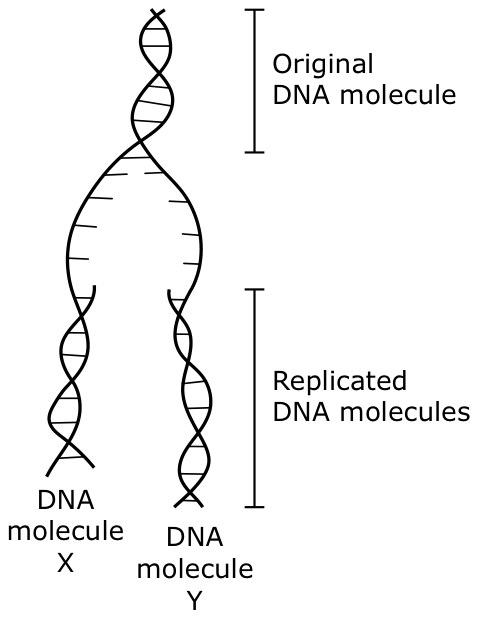 Original
DNA molecule
Replicated
DNA molecules
DNA
molecule
X
DNA
molecule
Y